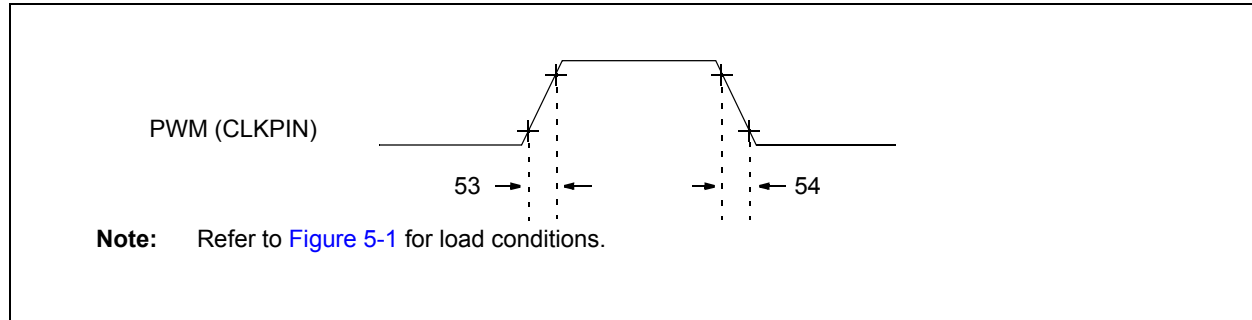 PWM (CLKPIN)
53
54
Note: Refer to Figure 5-1 for load conditions.